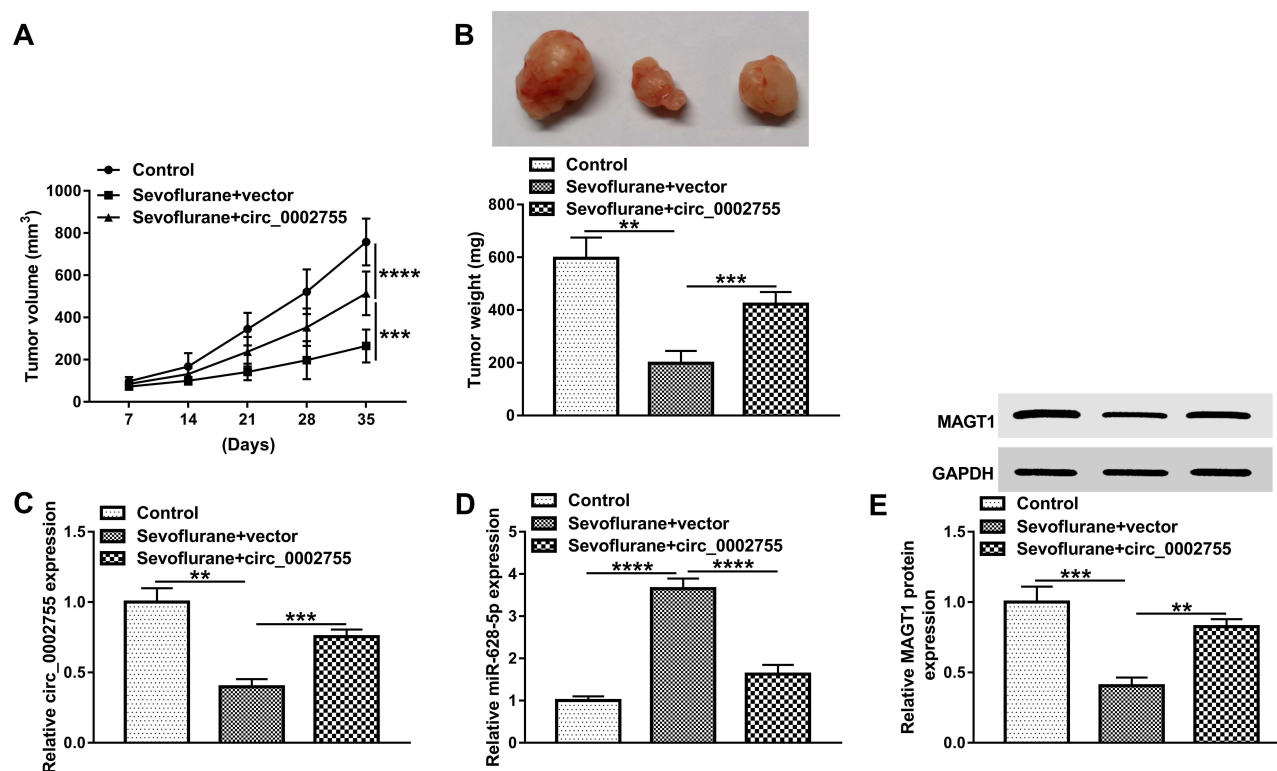 A
Control
Sevoflurane+vector
Sevoflurane+circ_0002755
Tumor volume (mm³)
1000
800
600
400
200
0
7 14 21 28 35
(Days)
****
***
B
Control
Sevoflurane+vector
Sevoflurane+circ_0002755
Tumor weight (mg)
800
600
400
200
0
**
***
C
Control
Sevoflurane+vector
Sevoflurane+circ_0002755
Relative circ_0002755 expression
1.5
1.0
0.5
0.0
**
***
D
Control
Sevoflurane+vector
Sevoflurane+circ_0002755
Relative miR-628-5p expression
5
4
3
2
1
0
****
****
MAGT1
GAPDH
E
Control
Sevoflurane+vector
Sevoflurane+circ_0002755
Relative MAGT1 protein
expression
1.5
1.0
0.5
0.0
***
**